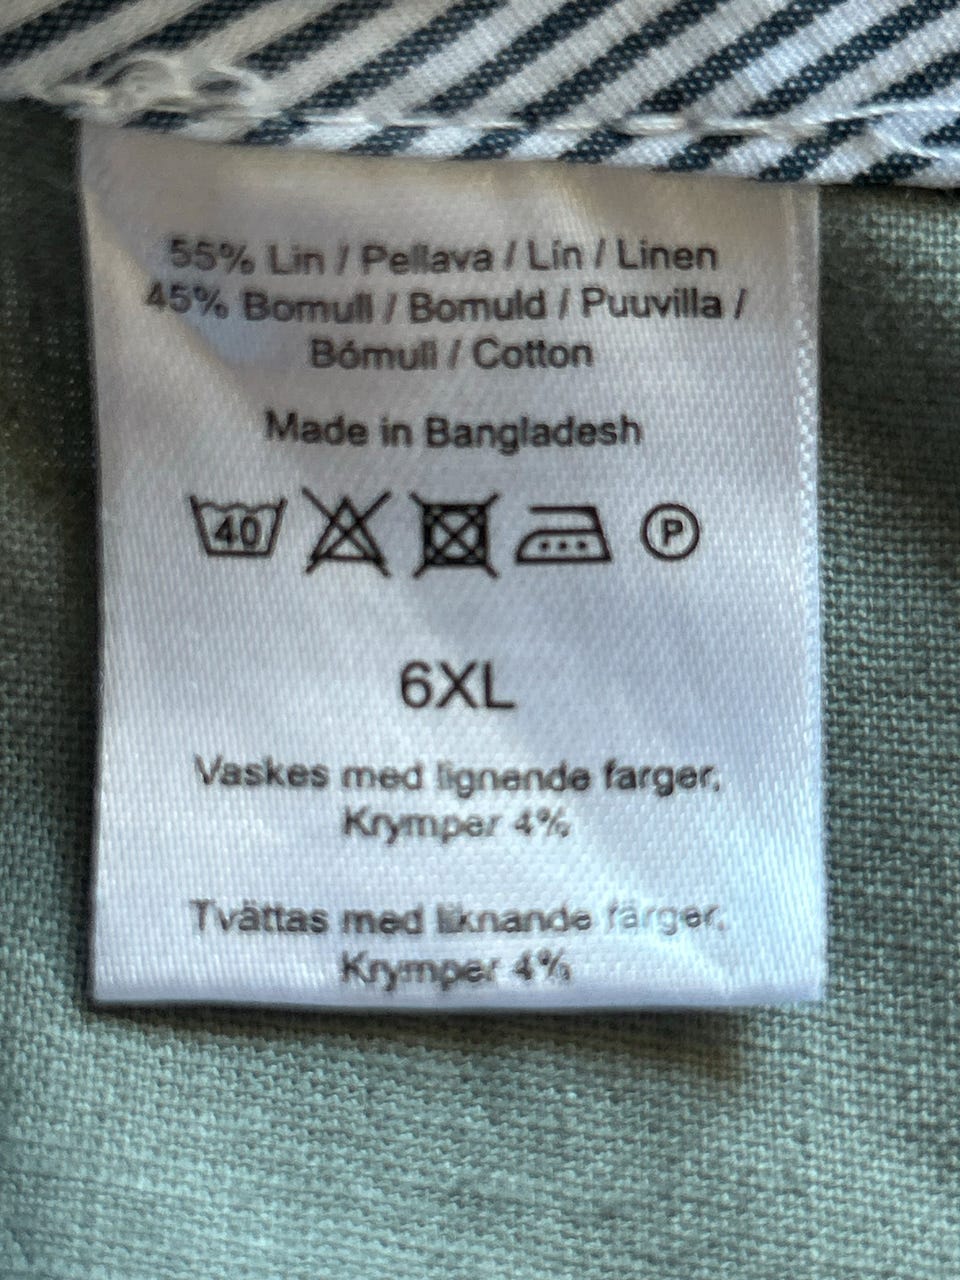 55% Lin / Pellava / Lín / Linen
45% Bomull / Bomuld / Puuvilla /
Bómull / Cotton
Made in Bangladesh
40 P
6XL
Vaskes med lignende farger.
Krymper 4%
Tvättas med liknande färger.
Krymper 4%